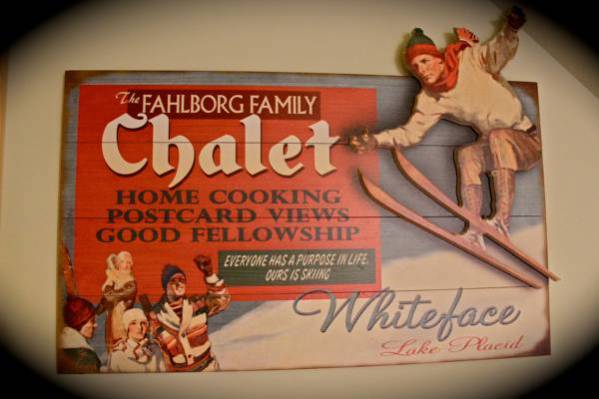 The FAHLBORG FAMILY
Chalet
HOME COOKING
POSTCARD VIEWS
GOOD FELLOWSHIP
EVERYONE HAS A PURPOSE IN LIFE.
OURS IS SKIING
Whiteface
Lake Placid